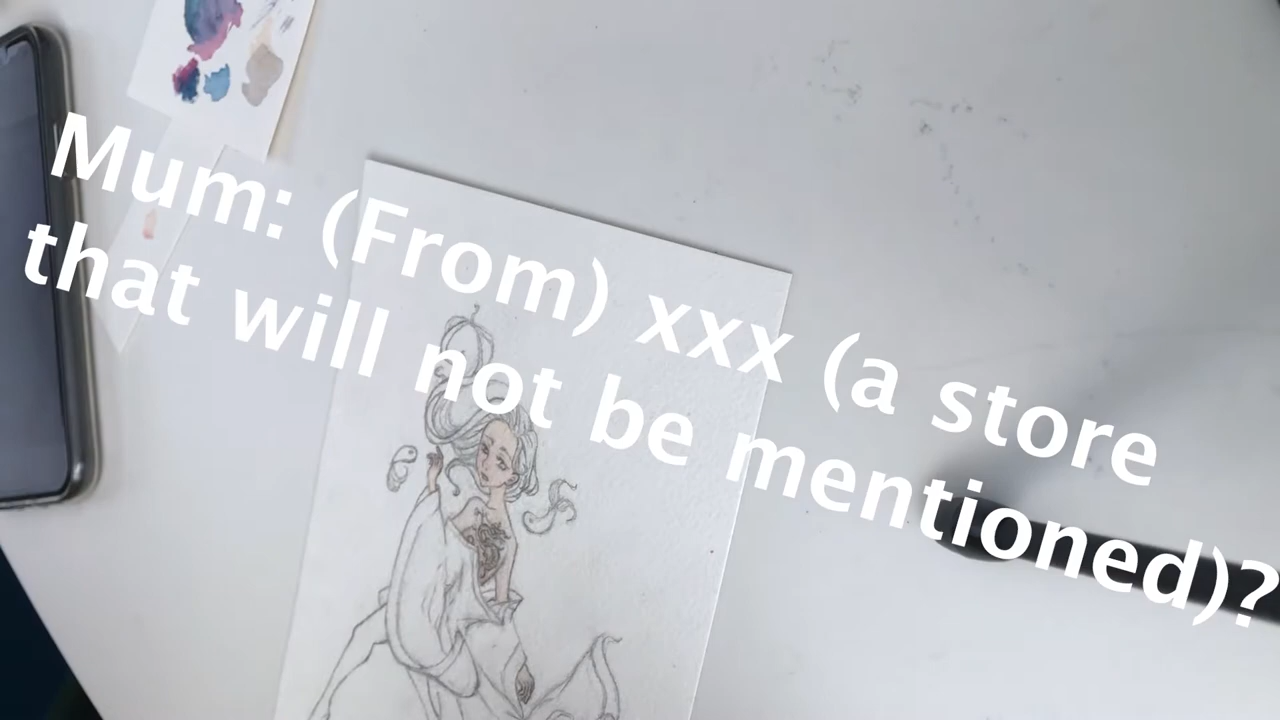 Mum: (From) xxx (a store
that will not be mentioned)?